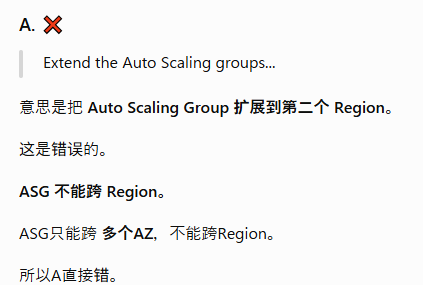 A. ❌
Extend the Auto Scaling groups...
意思是把 Auto Scaling Group 扩展到第二个 Region。
这是错误的。
ASG 不能跨 Region。
ASG只能跨 多个AZ，不能跨Region。
所以A直接错。